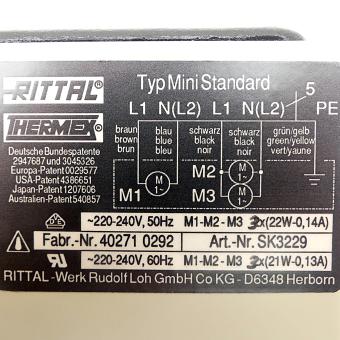 RITTAL
THERMEX
Deutsche Bundespatente
2947687 und 3045326
Europa-Patent 0029577
USA-Patent 4386651
Japan-Patent 1207606
Australien-Patent 540857
Typ Mini Standard
L1 N(L2) L1 N(L2) 5 PE
braun brown brun
blau blue bleu
schwarz black noir
schwarz black noir
grün/gelb green/yellow vert/jaune
M1 M 1~
M2 M 1~
M3 M 1~
~220-240V, 50Hz M1-M2-M3 3x(22W-0,14A)
Fabr.-Nr. 40271 0292 Art.-Nr. SK3229
~220-240V, 60Hz M1-M2-M3 3x(21W-0,13A)
RITTAL-Werk Rudolf Loh GmbH Co KG - D6348 Herborn